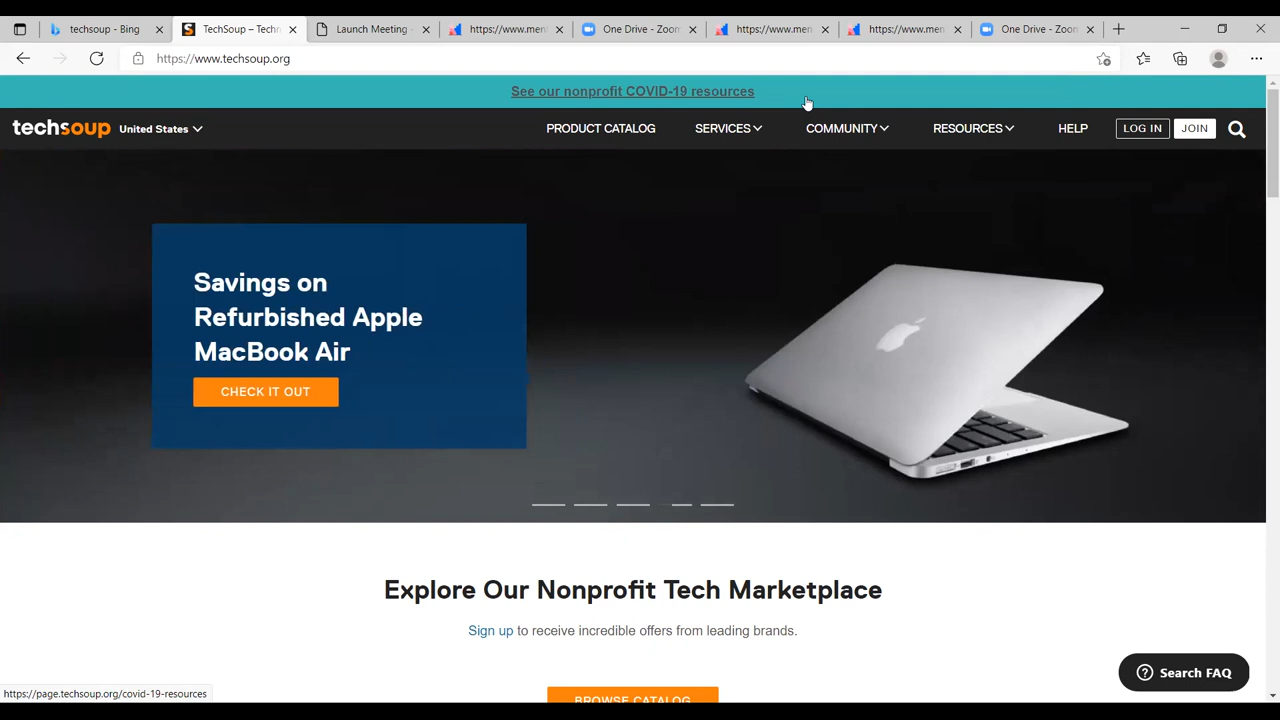 techsoup - Bing
TechSoup – Techn
Launch Meeting -
https://www.men
One Drive - Zoom
https://www.men
https://www.men
One Drive - Zoom
https://www.techsoup.org
See our nonprofit COVID-19 resources
techsoup United States PRODUCT CATALOG SERVICES COMMUNITY RESOURCES HELP LOG IN JOIN
Savings on
Refurbished Apple
MacBook Air
CHECK IT OUT
Explore Our Nonprofit Tech Marketplace
Sign up to receive incredible offers from leading brands.
Search FAQ
https://page.techsoup.org/covid-19-resources
BROWSE CATALOG